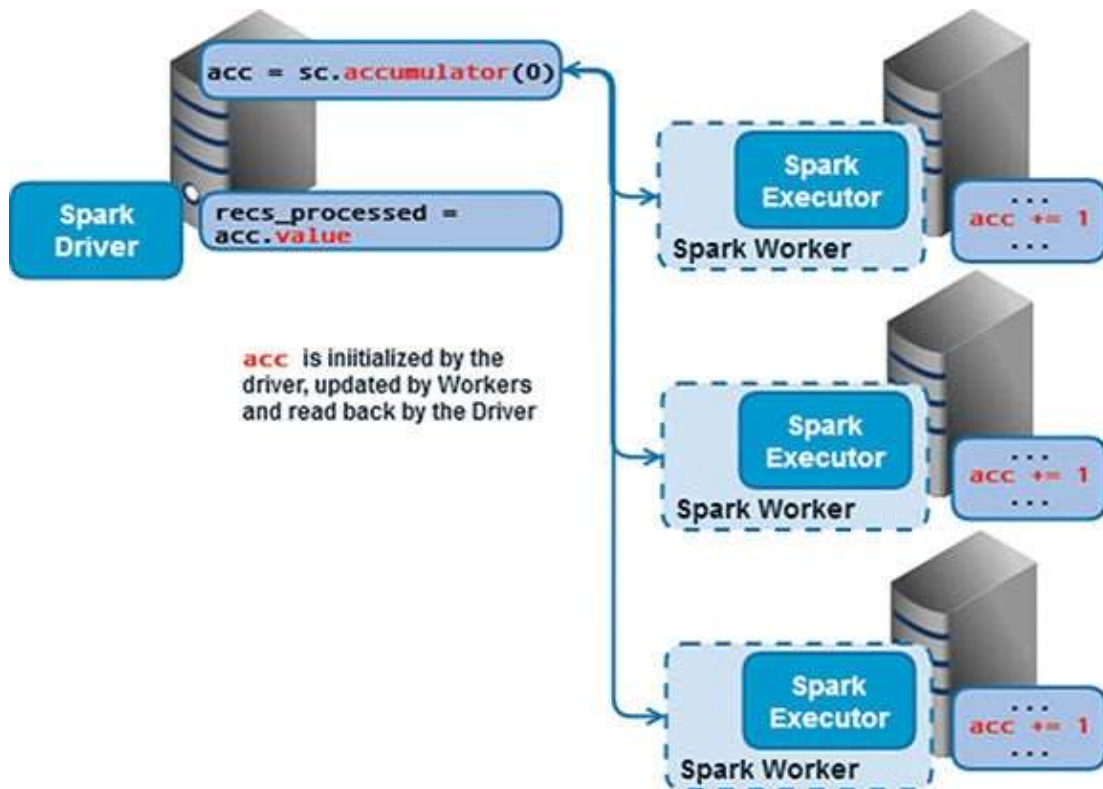 acc = sc.accumulator(0)
Spark
Driver
recs_processed =
acc.value
acc is iniitialized by the
driver, updated by Workers
and read back by the Driver
Spark
Executor
Spark Worker
...
acc += 1
...
Spark
Executor
Spark Worker
...
acc += 1
...
Spark
Executor
Spark Worker
...
acc += 1
...